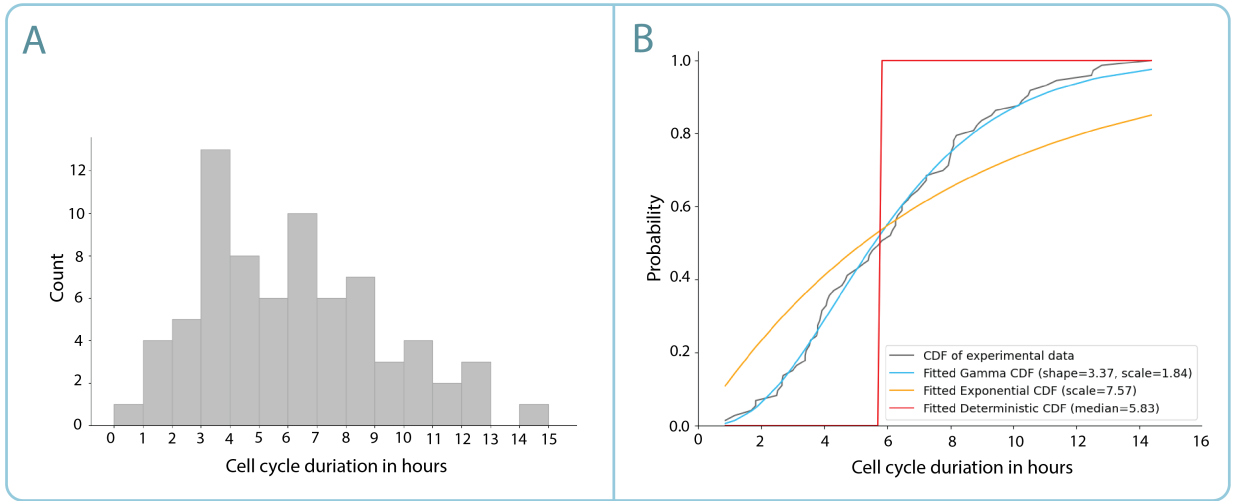 A
12
10
8
6
4
2
0
Count
0 1 2 3 4 5 6 7 8 9 10 11 12 13 14 15
Cell cycle duriation in hours
B
1.0
0.8
0.6
0.4
0.2
0.0
Probability
CDF of experimental data
Fitted Gamma CDF (shape=3.37, scale=1.84)
Fitted Exponential CDF (scale=7.57)
Fitted Deterministic CDF (median=5.83)
0 2 4 6 8 10 12 14 16
Cell cycle duriation in hours